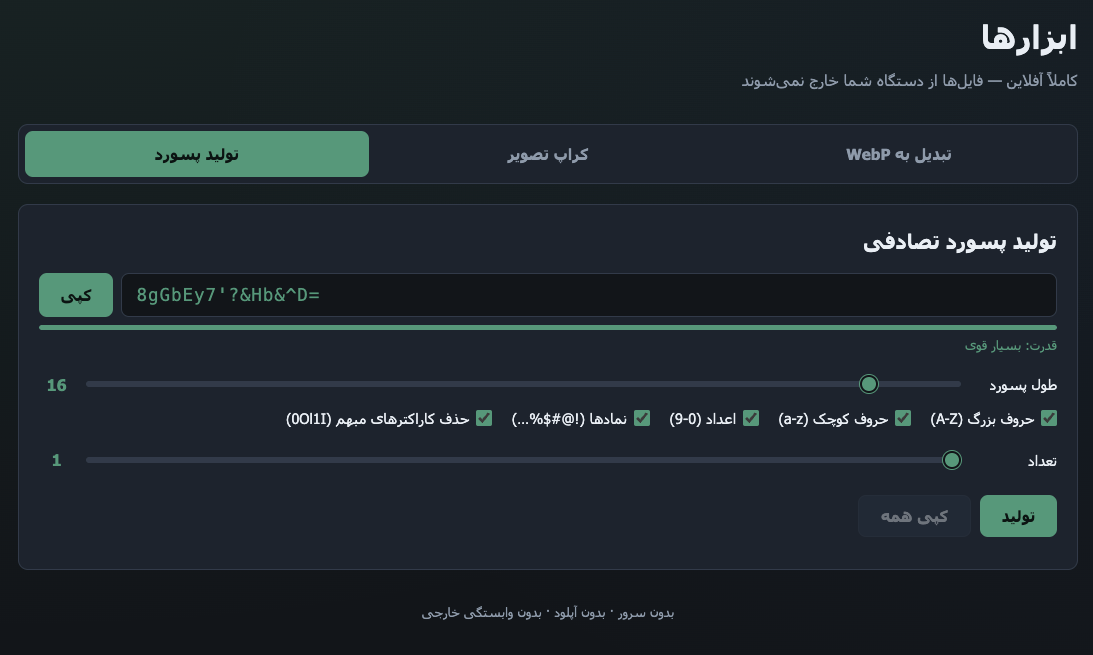 ابزارها
کاملاً آفلاین — فایل‌ها از دستگاه شما خارج نمی‌شوند
تبدیل به WebP
کراپ تصویر
تولید پسورد
تولید پسورد تصادفی
8gGbEy7'?&Hb&^D=
کپی
قدرت: بسیار قوی
طول پسورد
16
حروف بزرگ (A-Z)
حروف کوچک (a-z)
اعداد (0-9)
نمادها (!@#$%...)
حذف کاراکترهای مبهم (0Ol1I)
تعداد
1
تولید
کپی همه
بدون سرور · بدون آپلود · بدون وابستگی خارجی